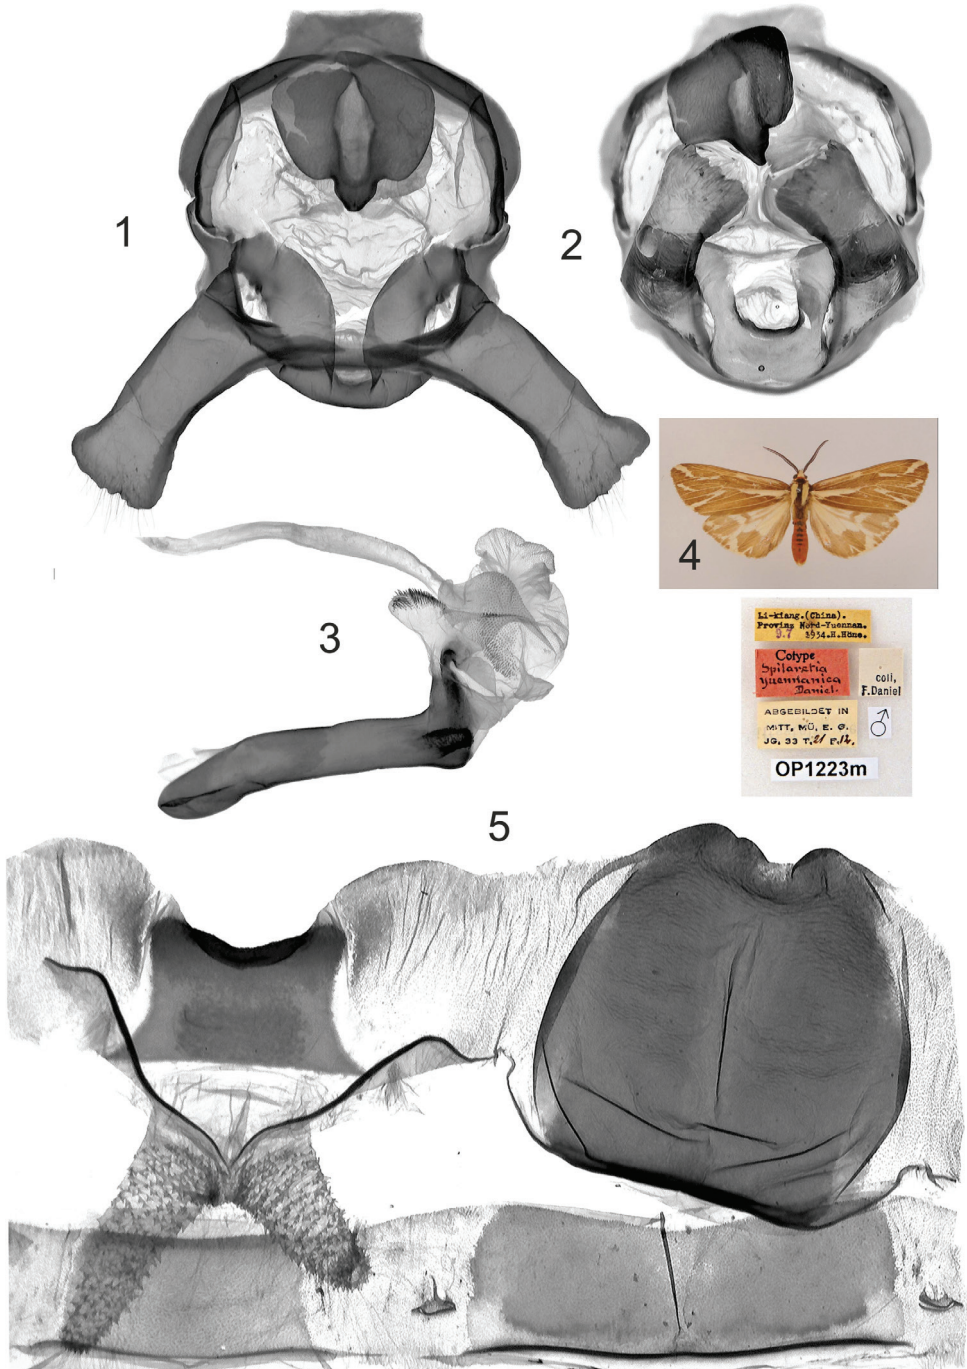 1
2
3
4
Li-kiang.(China).
Provinz Nord-Yuennan.
9.7 1934.H.Höne.
Cotype
Spilarctia
yuennanica
Daniel.
coll.
F.Daniel
ABGEBILDET IN
MITT. MÜ. E. G.
JG. 33 T. 21 F. 12.
♂
OP1223m
5